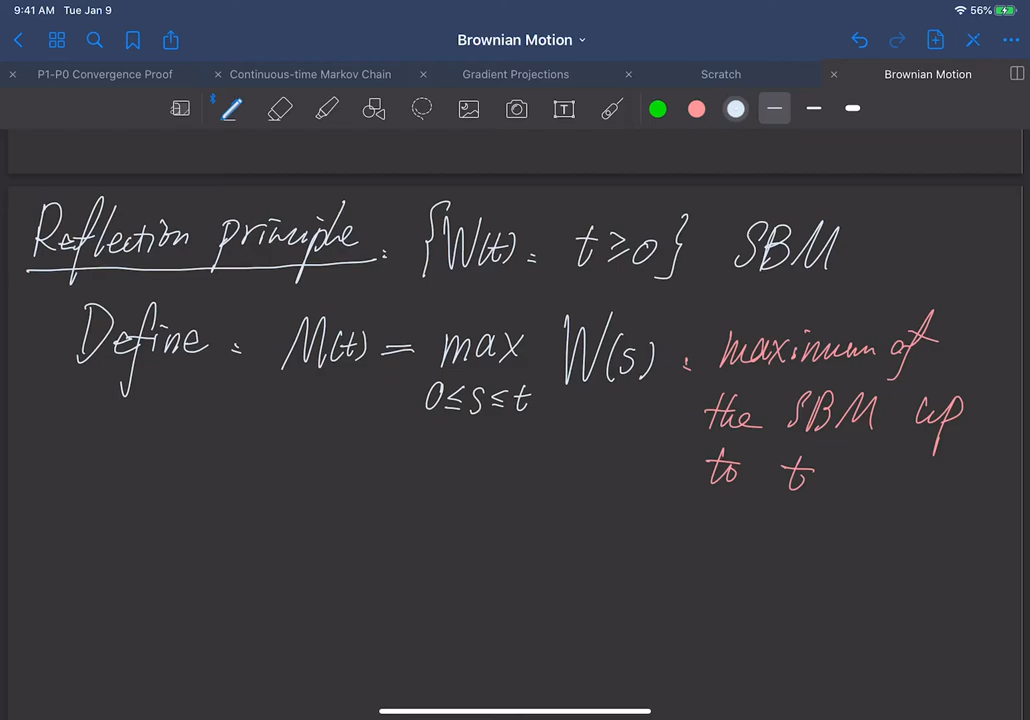 9:41 AM Tue Jan 9
56%
Brownian Motion
P1-P0 Convergence Proof
Continuous-time Markov Chain
Gradient Projections
Scratch
Brownian Motion
Reflection principle: {W(t): t ≥ 0} SBM
Define: M(t) = max W(s) : maximum of
0≤s≤t the SBM up
to t